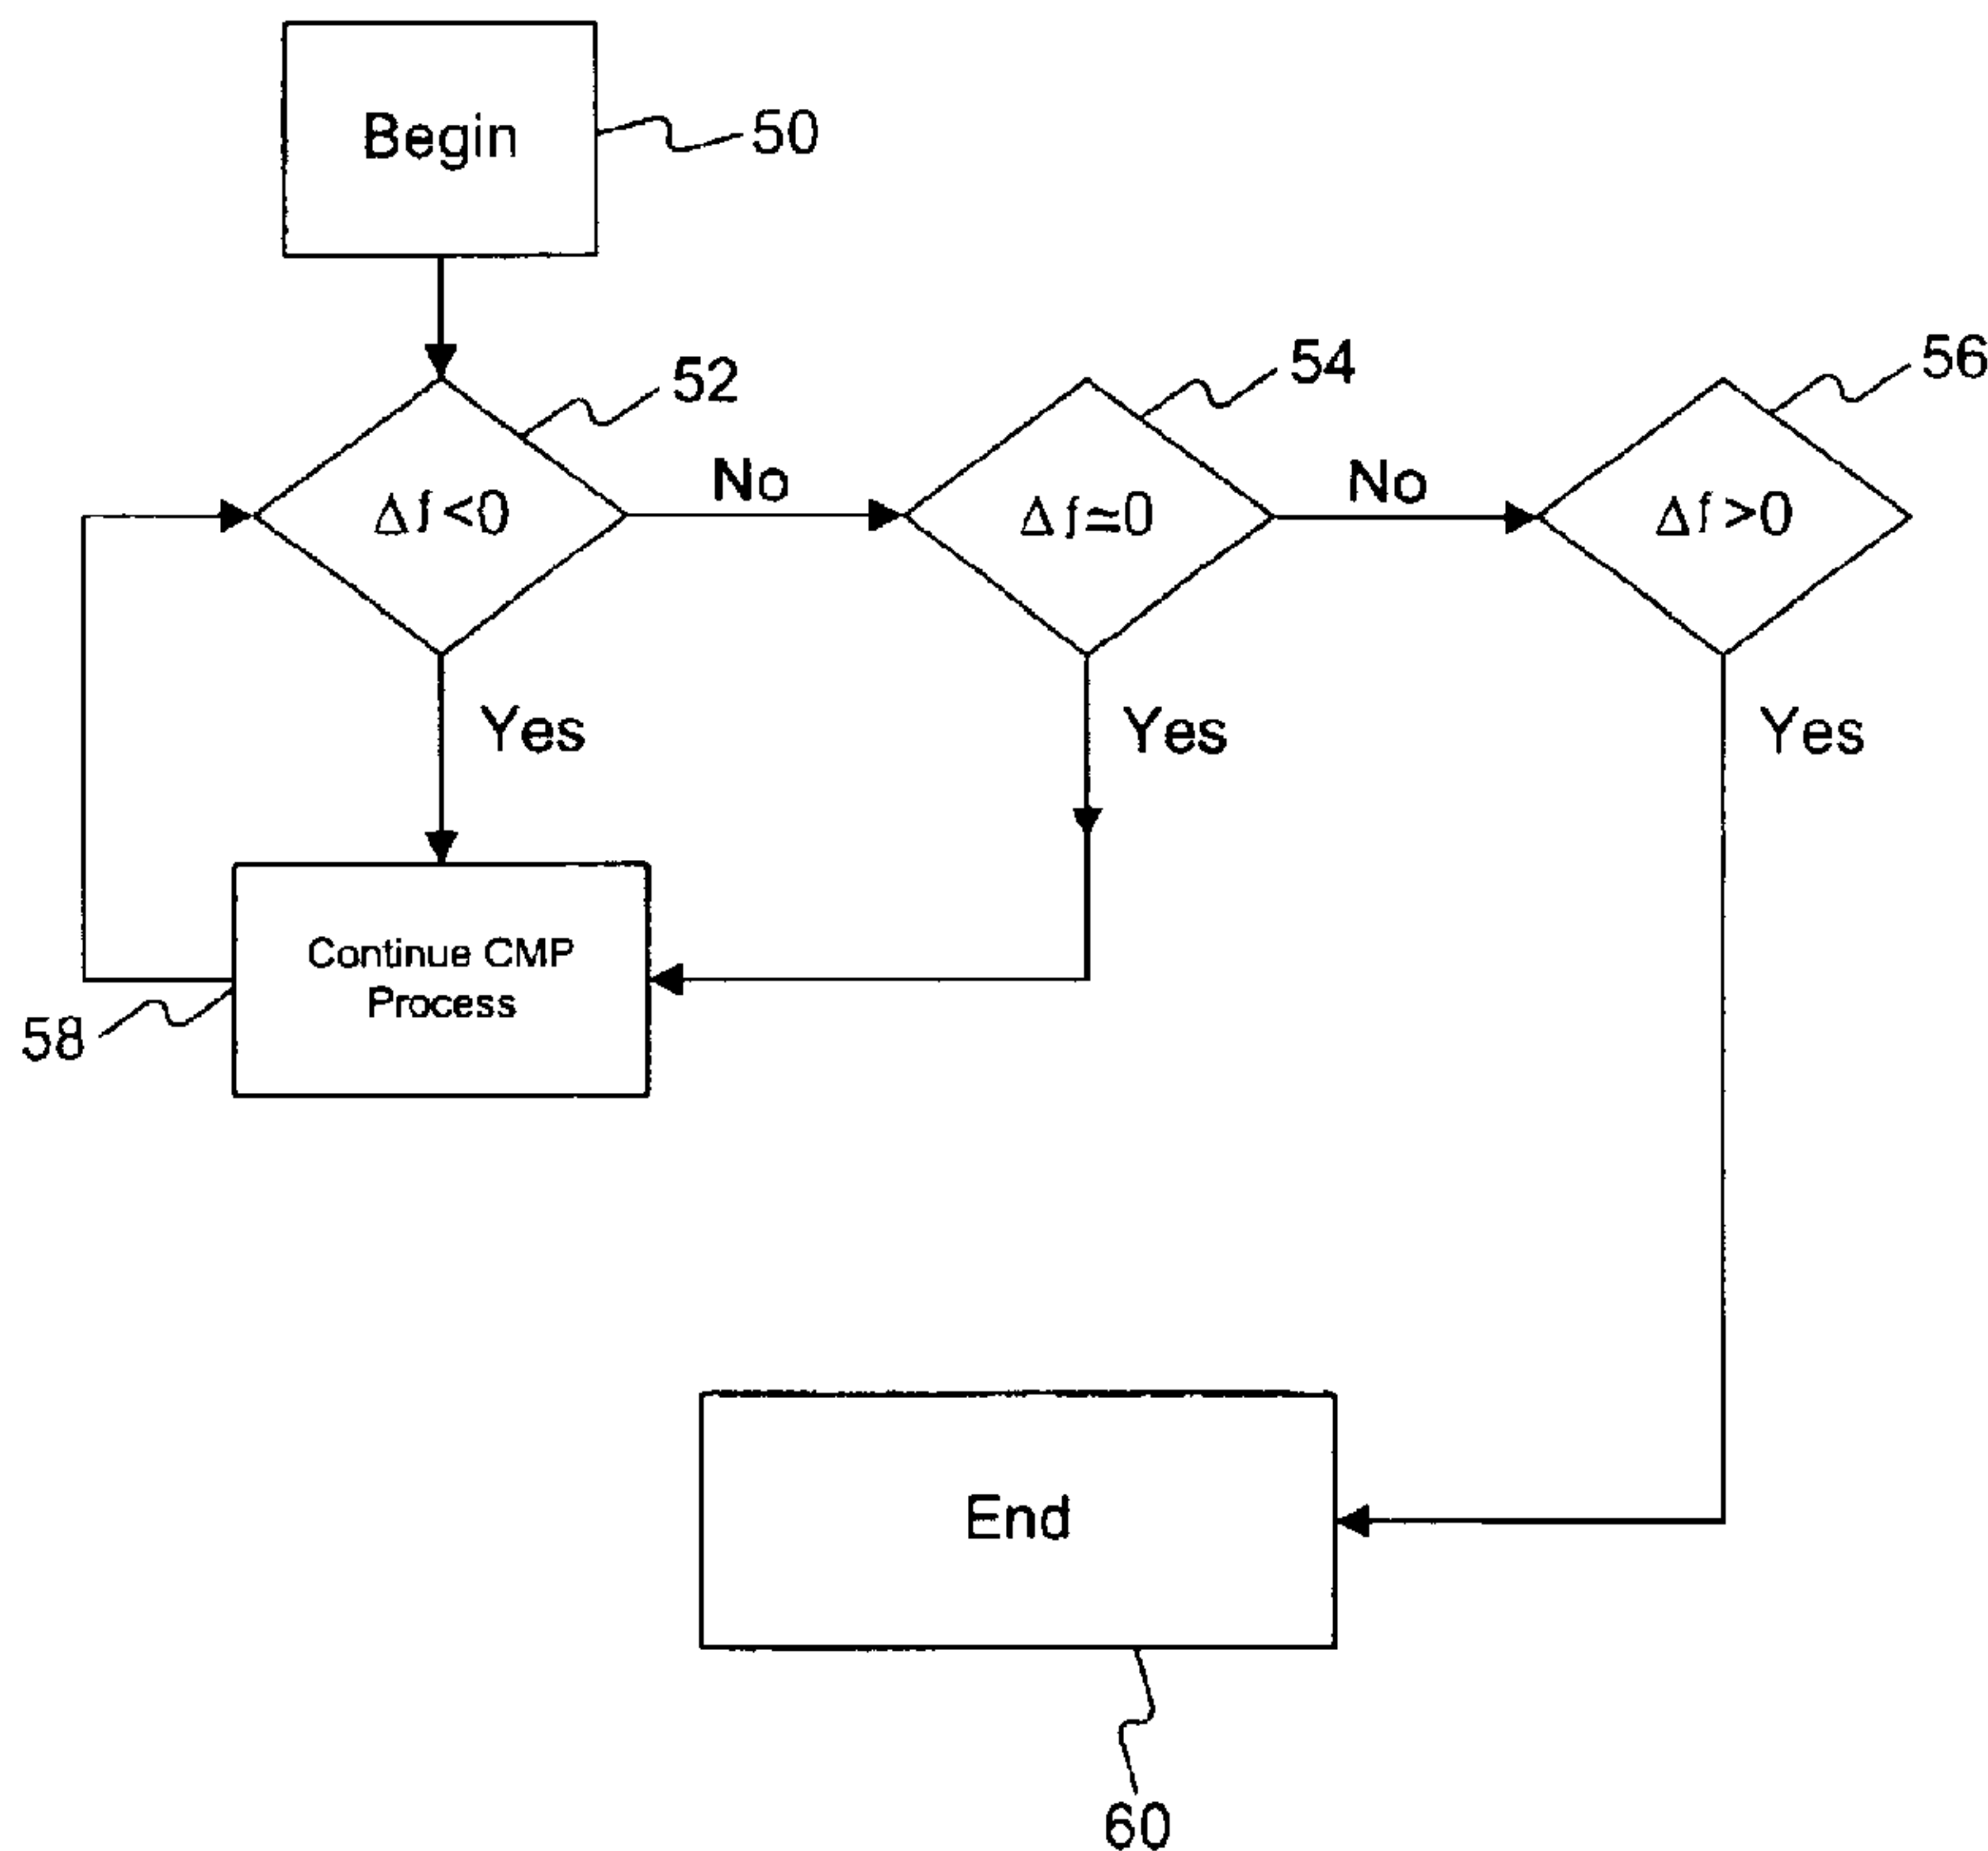 Begin
50
52
54
56
Δf<0
No
Δf≃0
No
Δf>0
Yes
Yes
Yes
Continue CMP
Process
58
End
60